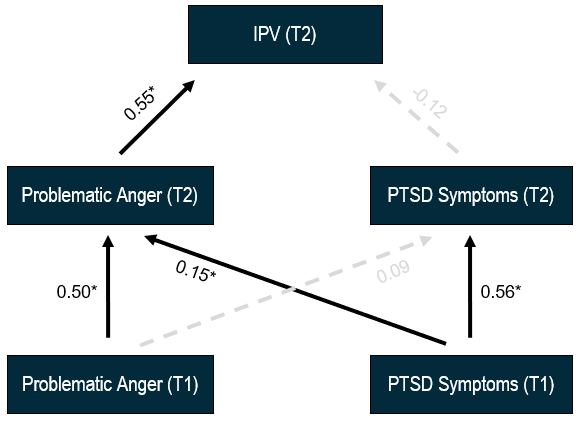 IPV (T2)
0.55*
-0.12
Problematic Anger (T2)
PTSD Symptoms (T2)
0.15*
0.09
0.50*
0.56*
Problematic Anger (T1)
PTSD Symptoms (T1)